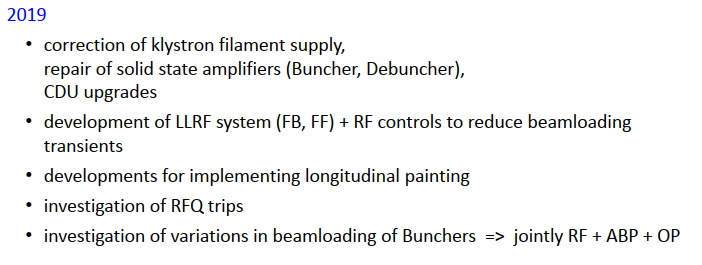 2019
• correction of klystron filament supply,
repair of solid state amplifiers (Buncher, Debuncher),
CDU upgrades
• development of LLRF system (FB, FF) + RF controls to reduce beamloading
transients
• developments for implementing longitudinal painting
• investigation of RFQ trips
• investigation of variations in beamloading of Bunchers => jointly RF + ABP + OP